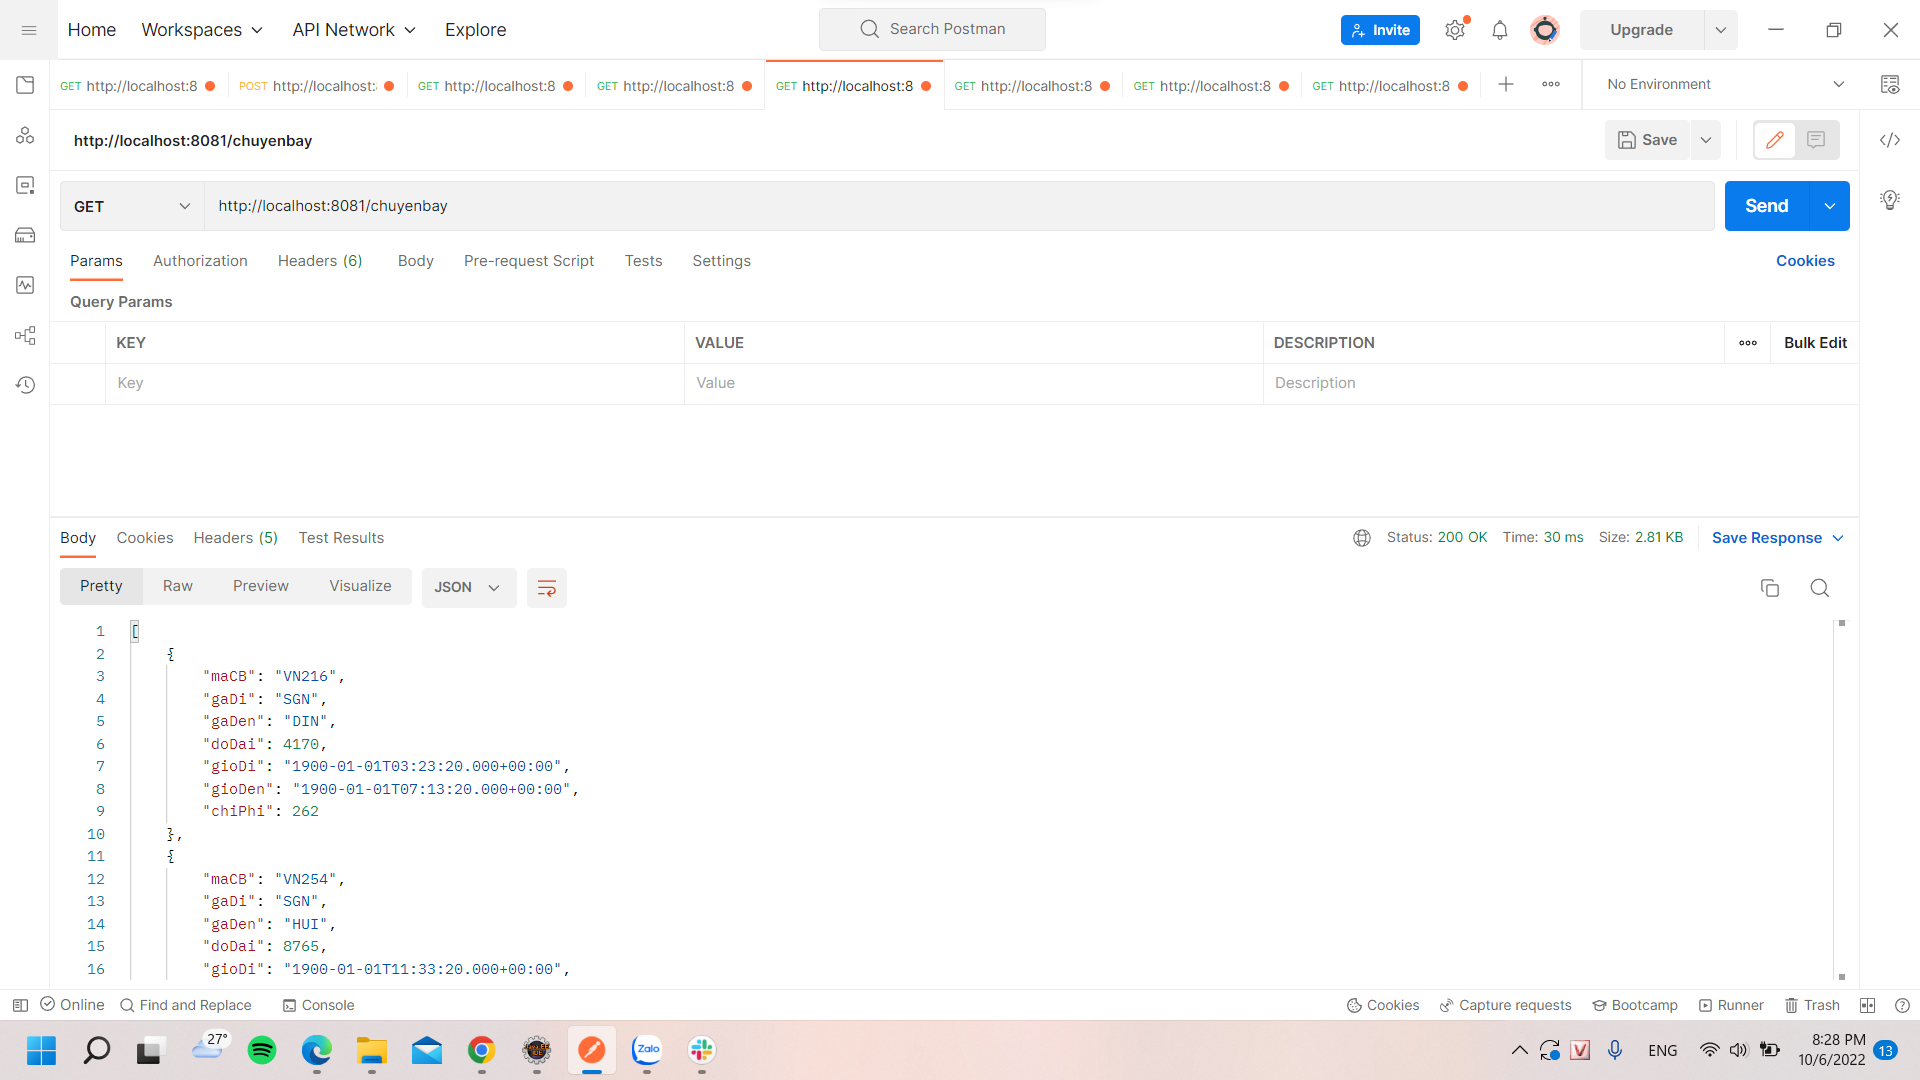 Home
Workspaces
API Network
Explore
Search Postman
Invite
Upgrade
GET http://localhost:8
POST http://localhost:
GET http://localhost:8
GET http://localhost:8
GET http://localhost:8
GET http://localhost:8
GET http://localhost:8
GET http://localhost:8
No Environment
http://localhost:8081/chuyenbay
Save
GET
http://localhost:8081/chuyenbay
Send
Params
Authorization
Headers (6)
Body
Pre-request Script
Tests
Settings
Cookies
Query Params
KEY
VALUE
DESCRIPTION
Bulk Edit
Key
Value
Description
Body
Cookies
Headers (5)
Test Results
Status: 200 OK
Time: 30 ms
Size: 2.81 KB
Save Response
Pretty
Raw
Preview
Visualize
JSON
1 [
2 {
3 "maCB": "VN216",
4 "gaDi": "SGN",
5 "gaDen": "DIN",
6 "doDai": 4170,
7 "gioDi": "1900-01-01T03:23:20.000+00:00",
8 "gioDen": "1900-01-01T07:13:20.000+00:00",
9 "chiPhi": 262
10 },
11 {
12 "maCB": "VN254",
13 "gaDi": "SGN",
14 "gaDen": "HUI",
15 "doDai": 8765,
16 "gioDi": "1900-01-01T11:33:20.000+00:00",
Online
Find and Replace
Console
Cookies
Capture requests
Bootcamp
Runner
Trash
27°
Zalo
ENG
8:28 PM
10/6/2022
13